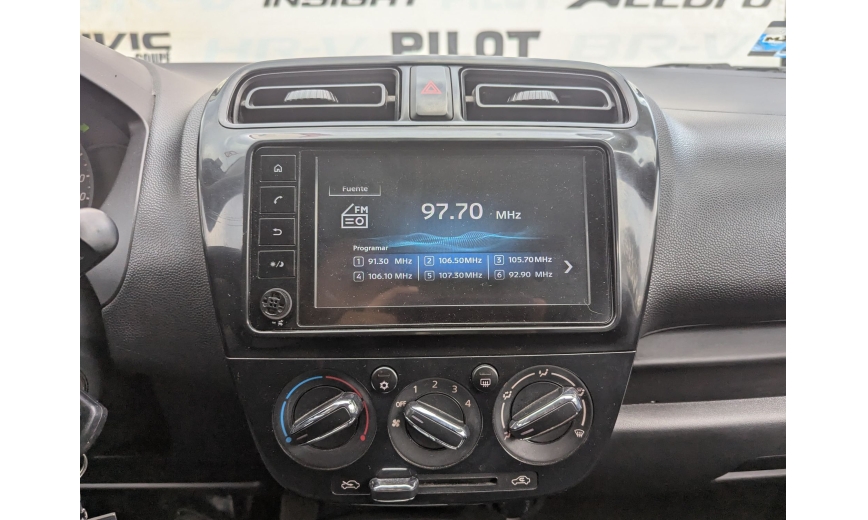 INSIGHT
PILOT
HR-V
Fuente
FM
97.70 MHz
Programar
1 91.30 MHz 2 106.50MHz 3 105.70MHz
4 106.10 MHz 5 107.30MHz 6 92.90 MHz
OFF 1 2 3 4